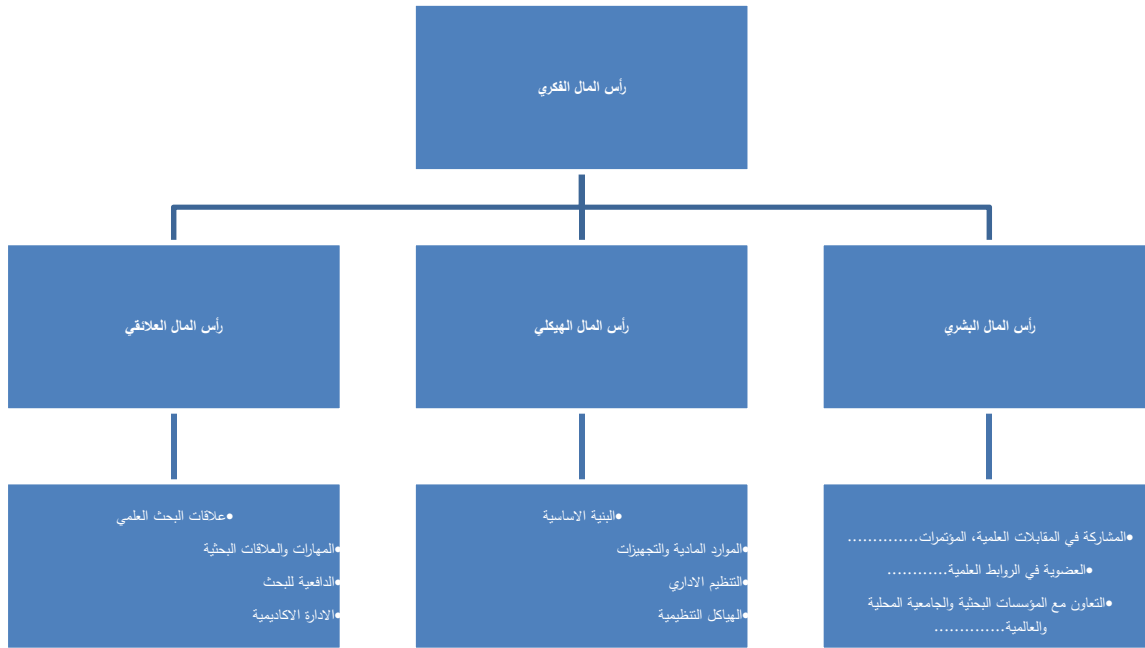 رأس المال الفكري
رأس المال البشري
رأس المال الهيكلي
رأس المال العلائقي
•المشاركة في المقابلات العلمية، المؤتمرات.............
•العضوية في الروابط العلمية............
•التعاون مع المؤسسات البحثية والجامعية المحلية
والعالمية..............
•البنية الاساسية
•الموارد المادية والتجهيزات
•التنظيم الاداري
•الهياكل التنظيمية
•علاقات البحث العلمي
•المهارات والعلاقات البحثية
•الدافعية للبحث
•الادارة الاكاديمية